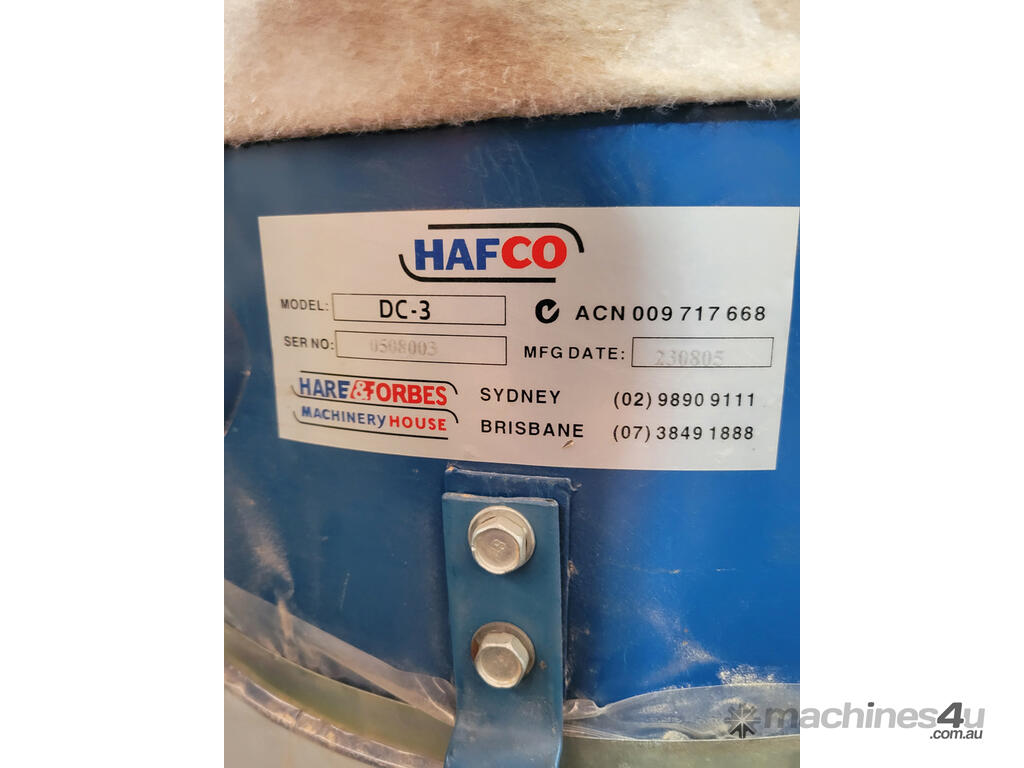 HAFCO
MODEL: DC-3
ACN 009 717 668
SER NO: 0508003
MFG DATE: 230805
HARE & FORBES
MACHINERYHOUSE
SYDNEY (02) 9890 9111
BRISBANE (07) 3849 1888
8
machines4u
.com.au